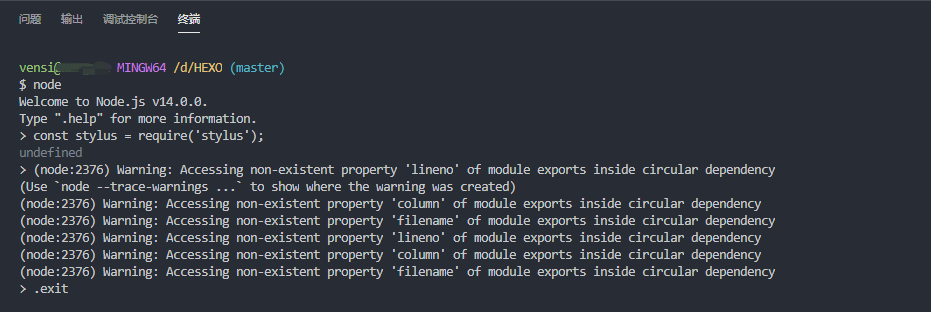 问题 输出 调试控制台 终端
vensi@ MINGW64 /d/HEXO (master)
$ node
Welcome to Node.js v14.0.0.
Type ".help" for more information.
> const stylus = require('stylus');
undefined
> (node:2376) Warning: Accessing non-existent property 'lineno' of module exports inside circular dependency
(Use `node --trace-warnings ...` to show where the warning was created)
(node:2376) Warning: Accessing non-existent property 'column' of module exports inside circular dependency
(node:2376) Warning: Accessing non-existent property 'filename' of module exports inside circular dependency
(node:2376) Warning: Accessing non-existent property 'lineno' of module exports inside circular dependency
(node:2376) Warning: Accessing non-existent property 'column' of module exports inside circular dependency
(node:2376) Warning: Accessing non-existent property 'filename' of module exports inside circular dependency
> .exit